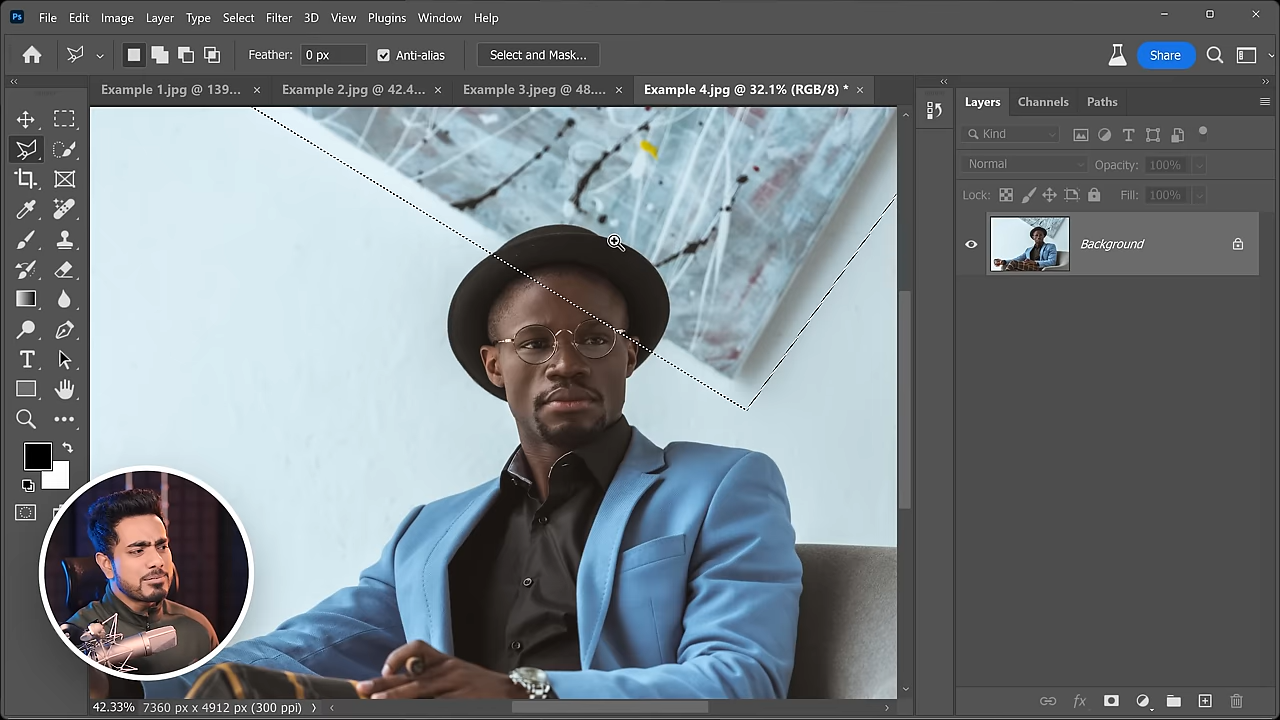 Ps File Edit Image Layer Type Select Filter 3D View Plugins Window Help
Feather: 0 px Anti-alias Select and Mask... Share
Example 1.jpg @ 139... × Example 2.jpg @ 42.4... × Example 3.jpeg @ 48.... × Example 4.jpg @ 32.1% (RGB/8) * ×
Layers Channels Paths
Kind
Normal Opacity: 100%
Lock: Fill: 100%
Background
42.33% 7360 px x 4912 px (300 ppi)